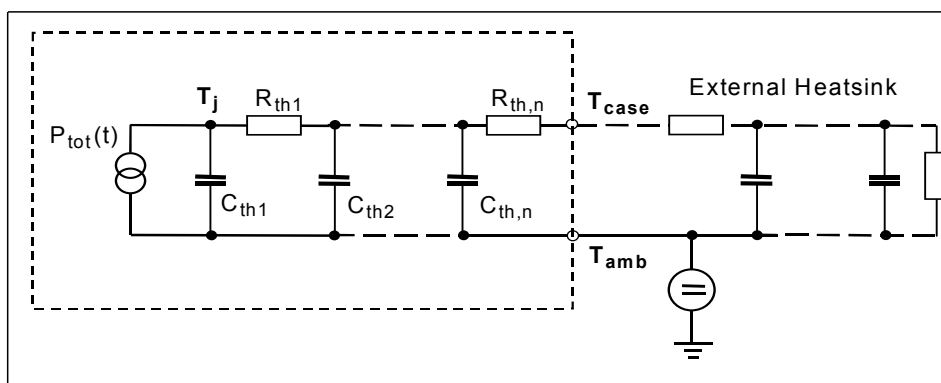 External Heatsink
T_j
R_th1
R_th,n
T_case
P_tot(t)
C_th1
C_th2
C_th,n
T_amb